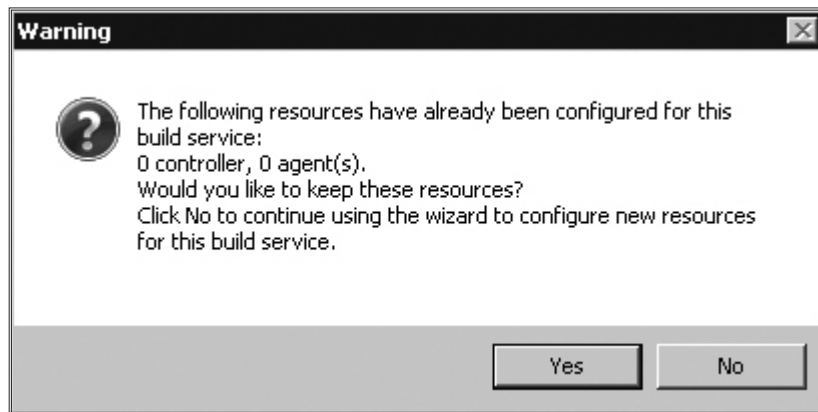 Warning
The following resources have already been configured for this
build service:
0 controller, 0 agent(s).
Would you like to keep these resources?
Click No to continue using the wizard to configure new resources
for this build service.
Yes No